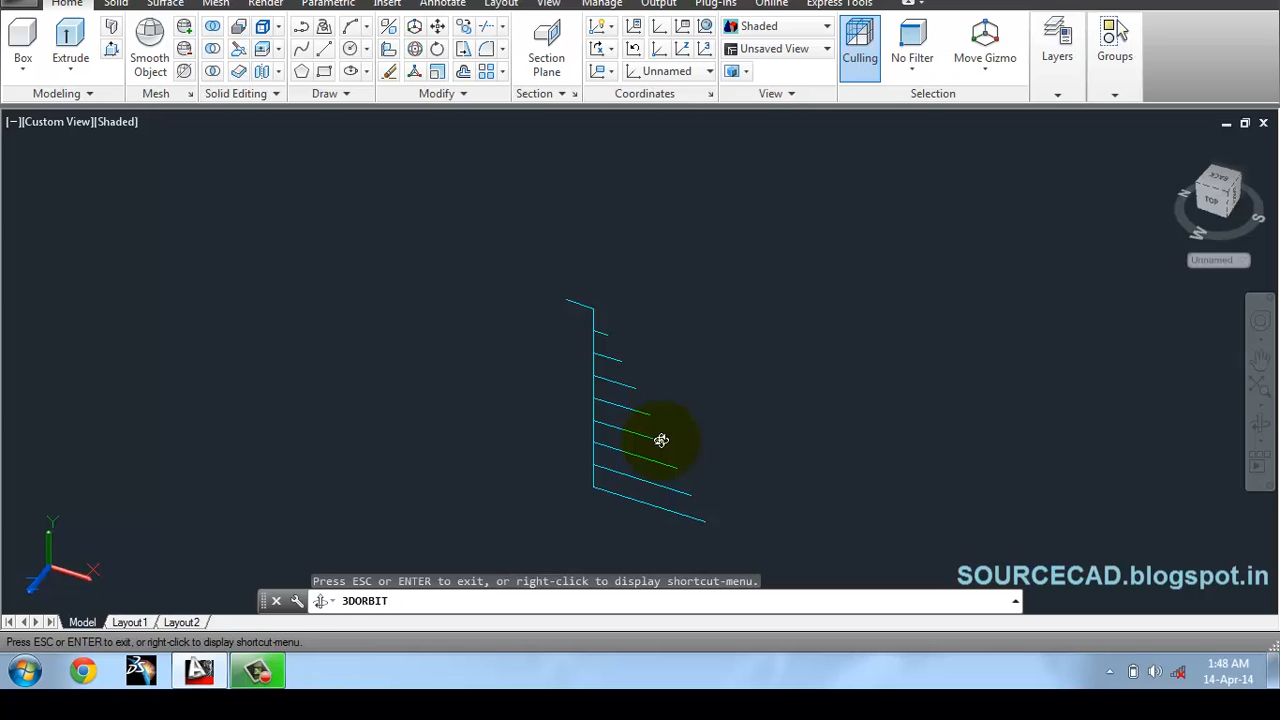 Home Solid Surface Mesh Render Parametric Insert Annotate Layout View Manage Output Plug-ins Online Express Tools
Shaded
Unsaved View
Box Extrude Smooth Object Section Plane Unnamed Culling No Filter Move Gizmo Layers Groups
Modeling Mesh Solid Editing Draw Modify Section Coordinates View Selection
[−][Custom View][Shaded]
BACK
TOP
N
S
W
Unnamed
Y
X
Press ESC or ENTER to exit, or right-click to display shortcut-menu.
SOURCECAD.blogspot.in
3DORBIT
Model Layout1 Layout2
Press ESC or ENTER to exit, or right-click to display shortcut-menu.
1:48 AM
14-Apr-14